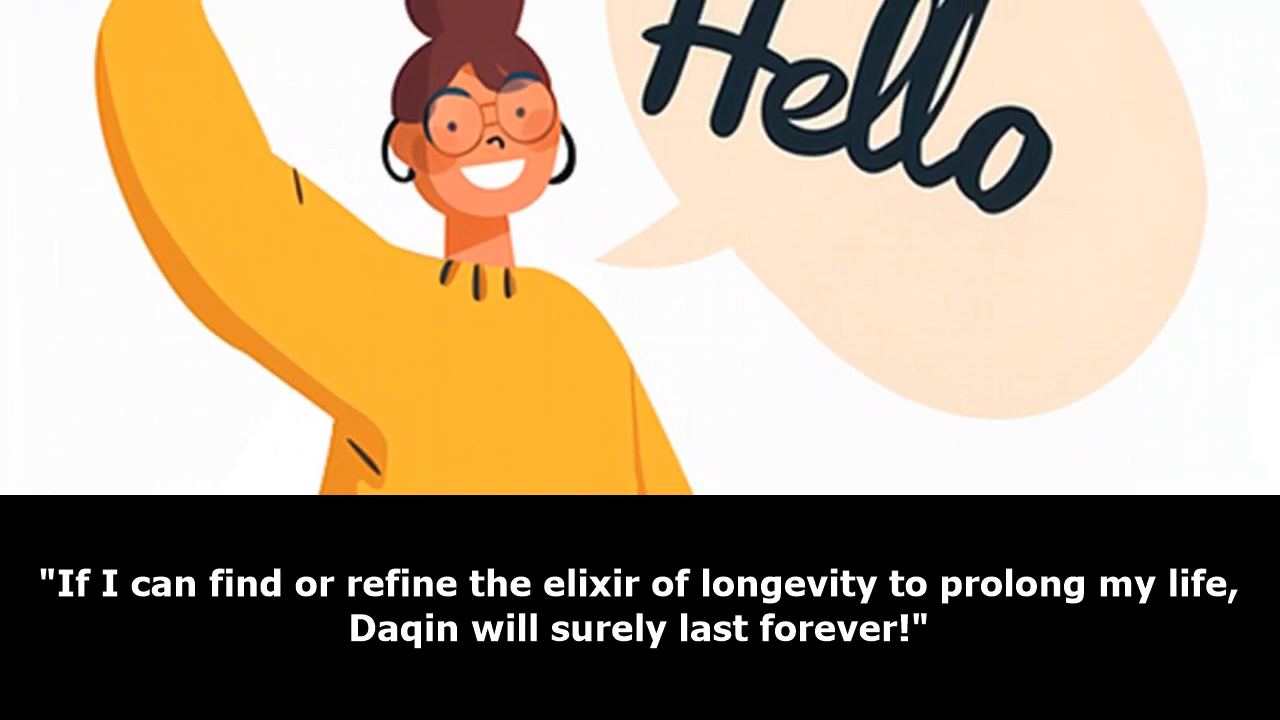 Hello
"If I can find or refine the elixir of longevity to prolong my life,
Daqin will surely last forever!"